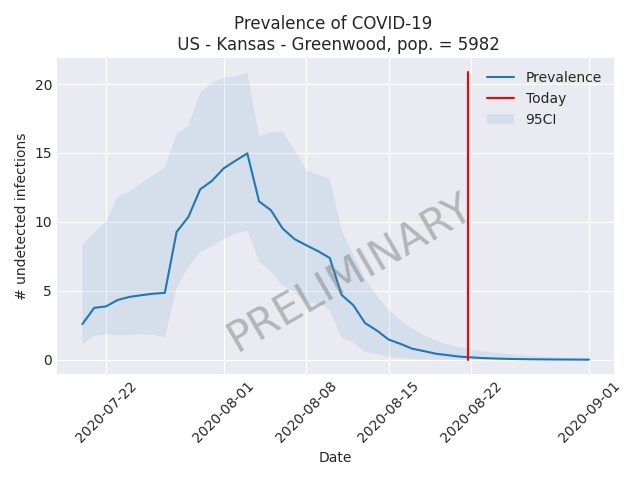 Prevalence of COVID-19
US - Kansas - Greenwood, pop. = 5982
# undetected infections
20
15
10
5
0
Prevalence
Today
95CI
PRELIMINARY
2020-07-22
2020-08-01
2020-08-08
2020-08-15
2020-08-22
2020-09-01
Date